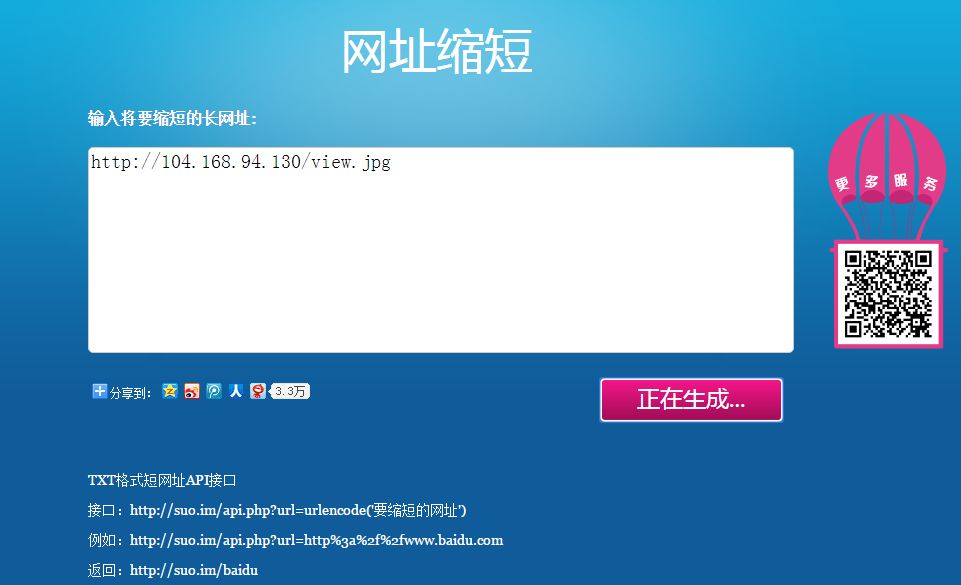 网址缩短
输入将要缩短的长网址:
http://104.168.94.130/view.jpg
更多服务
分享到：
3.3万
正在生成...
TXT格式短网址API接口
接口：http://suo.im/api.php?url=urlencode('要缩短的网址')
例如：http://suo.im/api.php?url=http%3a%2f%2fwww.baidu.com
返回：http://suo.im/baidu